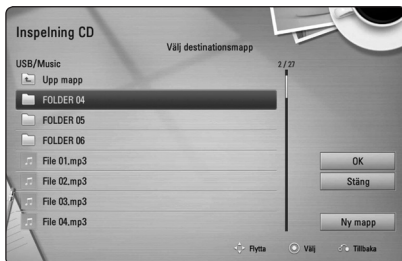 Inspelning CD
Välj destinationsmapp
USB/Music
2 / 27
Upp mapp
FOLDER 04
FOLDER 05
FOLDER 06
File 01.mp3
File 02.mp3
File 03.mp3
File 04.mp3
OK
Stäng
Ny mapp
Flytta
Välj
Tillbaka